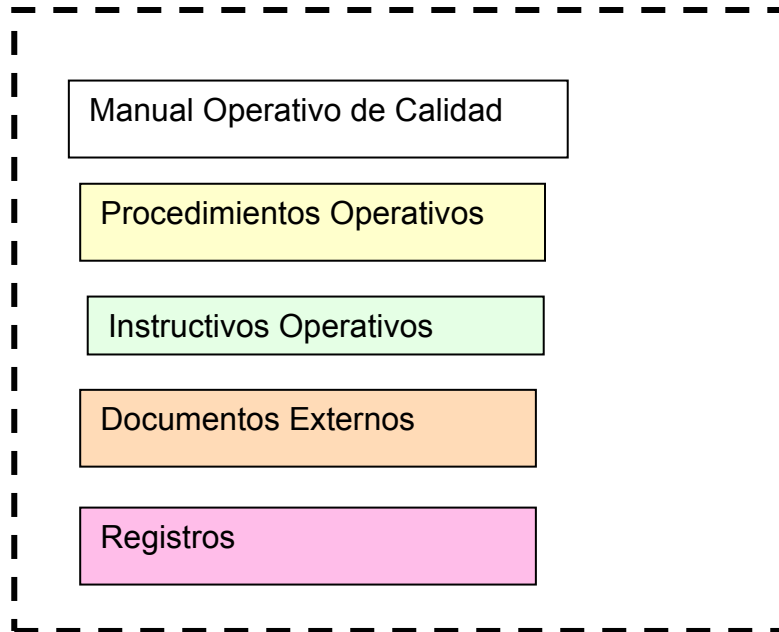 Manual Operativo de Calidad
Procedimientos Operativos
Instructivos Operativos
Documentos Externos
Registros